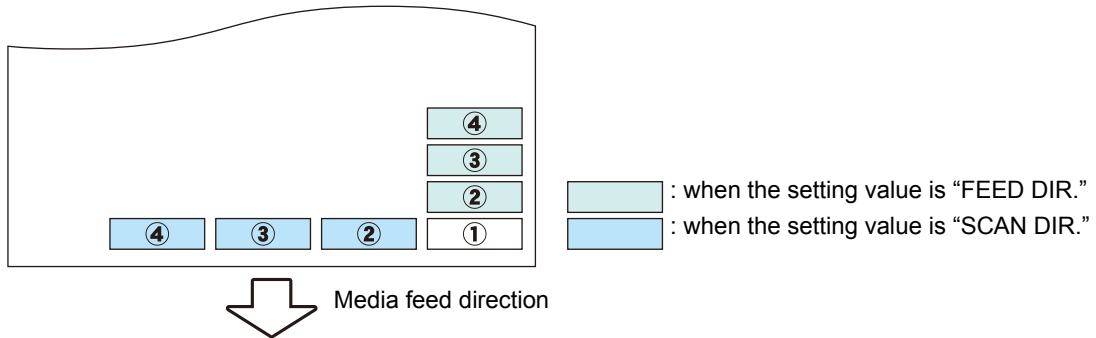 ④
③
②
④ ③ ② ①
: when the setting value is “FEED DIR.”
: when the setting value is “SCAN DIR.”
Media feed direction